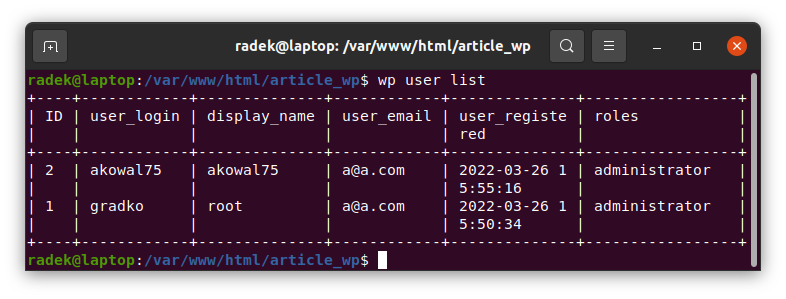 radek@laptop: /var/www/html/article_wp
radek@laptop:/var/www/html/article_wp$ wp user list
+----+------------+--------------+------------+--------------+----------------+
| ID | user_login | display_name | user_email | user_registe | roles          |
|    |            |              |            | red          |                |
+----+------------+--------------+------------+--------------+----------------+
| 2  | akowal75   | akowal75     | a@a.com    | 2022-03-26 1 | administrator  |
|    |            |              |            | 5:55:16      |                |
| 1  | gradko     | root         | a@a.com    | 2022-03-26 1 | administrator  |
|    |            |              |            | 5:50:34      |                |
+----+------------+--------------+------------+--------------+----------------+
radek@laptop:/var/www/html/article_wp$